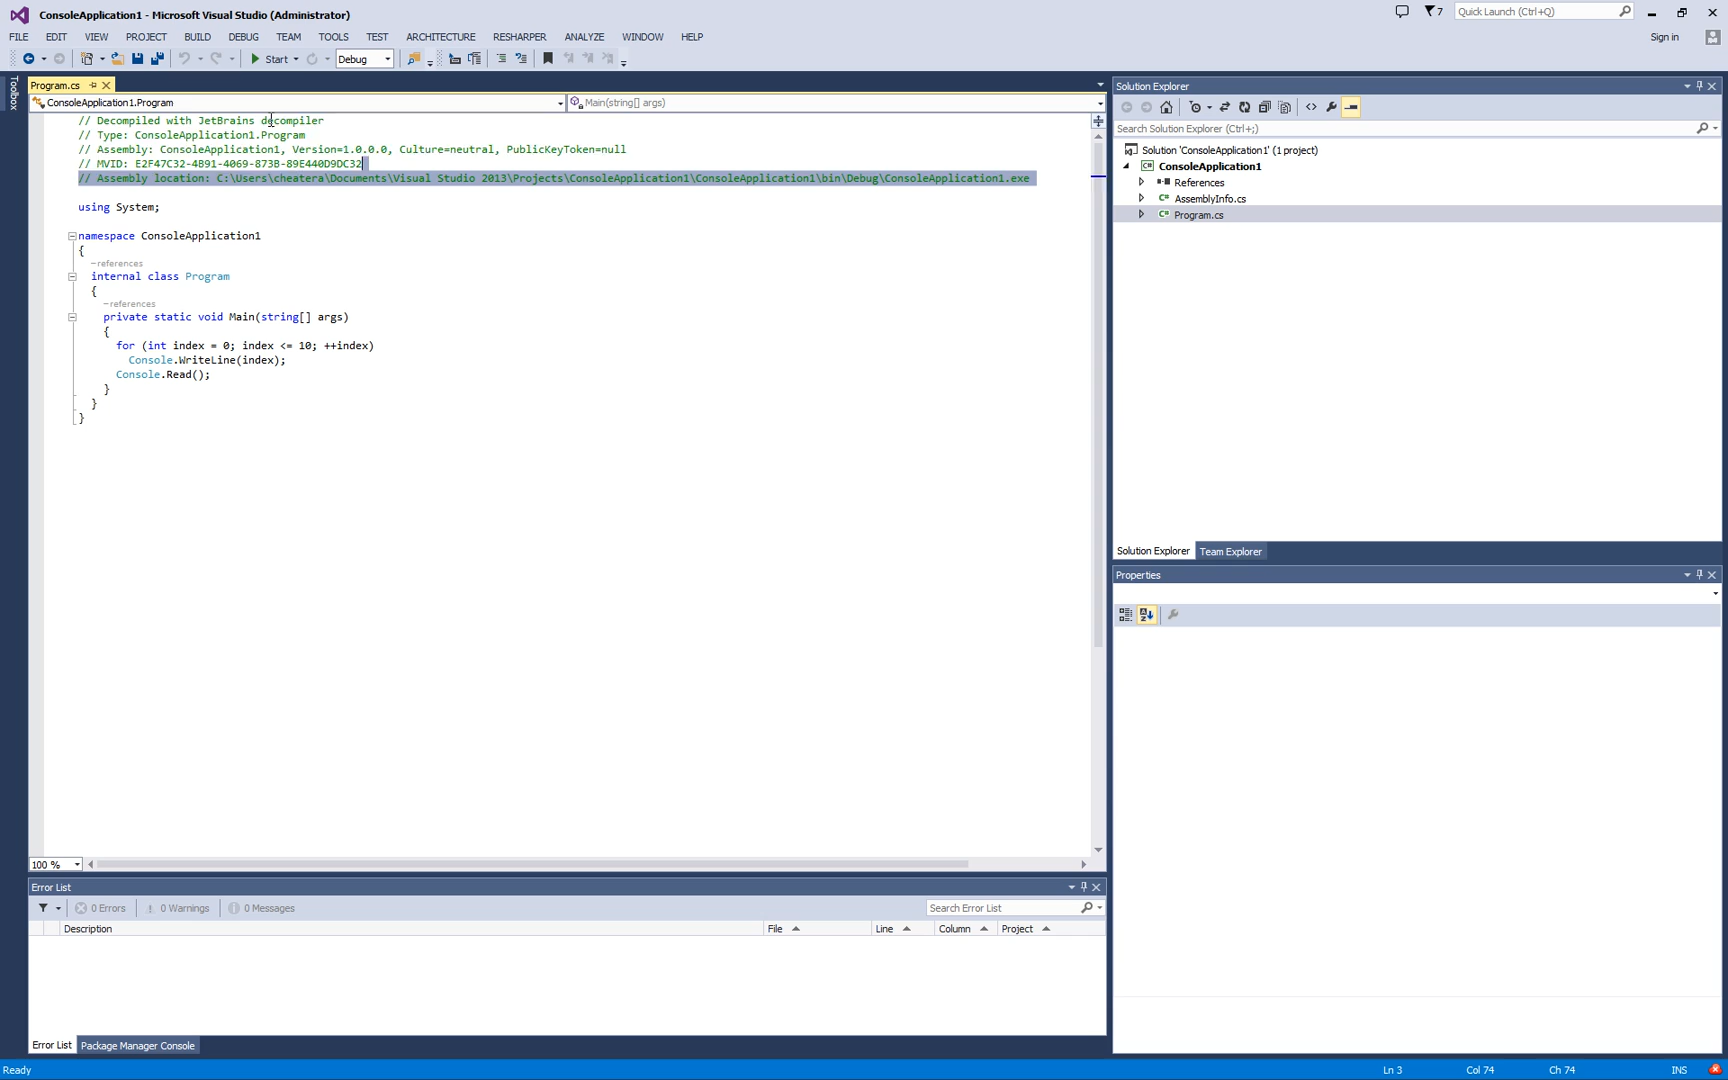 ConsoleApplication1 - Microsoft Visual Studio (Administrator)
7
Quick Launch (Ctrl+Q)
FILE EDIT VIEW PROJECT BUILD DEBUG TEAM TOOLS TEST ARCHITECTURE RESHARPER ANALYZE WINDOW HELP
Sign in
Start Debug
Toolbox
Program.cs
ConsoleApplication1.Program
Main(string[] args)
// Decompiled with JetBrains decompiler
// Type: ConsoleApplication1.Program
// Assembly: ConsoleApplication1, Version=1.0.0.0, Culture=neutral, PublicKeyToken=null
// MVID: E2F47C32-4B91-4069-873B-89E440D9DC32
// Assembly location: C:\Users\cheatera\Documents\Visual Studio 2013\Projects\ConsoleApplication1\ConsoleApplication1\bin\Debug\ConsoleApplication1.exe
using System;
namespace ConsoleApplication1
{
–references
internal class Program
{
–references
private static void Main(string[] args)
{
for (int index = 0; index <= 10; ++index)
Console.WriteLine(index);
Console.Read();
}
}
}
100 %
Solution Explorer
Search Solution Explorer (Ctrl+;)
Solution 'ConsoleApplication1' (1 project)
ConsoleApplication1
References
AssemblyInfo.cs
Program.cs
Solution Explorer Team Explorer
Properties
Error List
0 Errors 0 Warnings 0 Messages
Search Error List
Description File Line Column Project
Error List Package Manager Console
Ready Ln 3 Col 74 Ch 74 INS